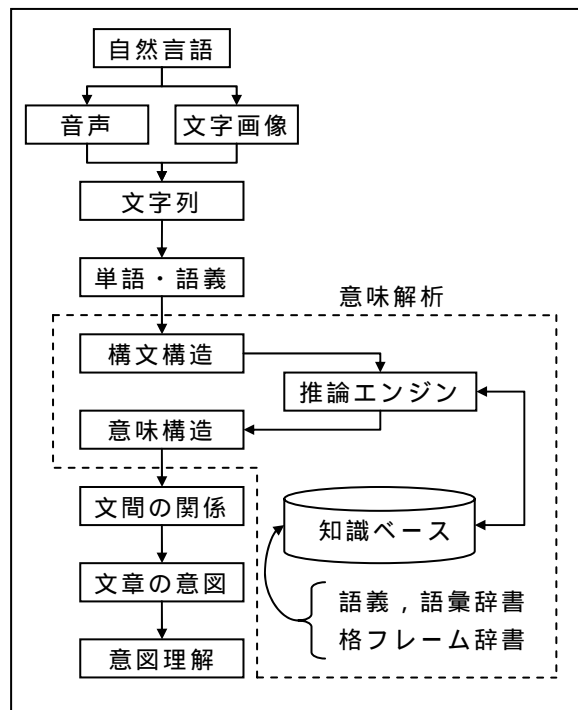 自然言語
音声
文字画像
文字列
単語・語義
意味解析
構文構造
推論エンジン
意味構造
文間の関係
知識ベース
文章の意図
語義，語彙辞書
格フレーム辞書
意図理解